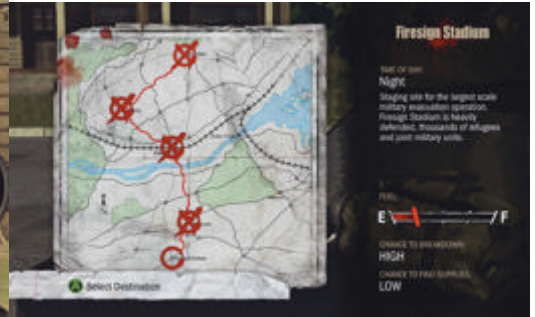 Firesign Stadium
TIME OF DAY:
Night
Staging site for the largest scale
military evacuation operation.
Firesign Stadium is heavily
defended, thousands of refugees
and joint military units.
FUEL:
E F
CHANCE TO BREAKDOWN:
HIGH
CHANCE TO FIND SUPPLIES:
LOW
A Select Destination